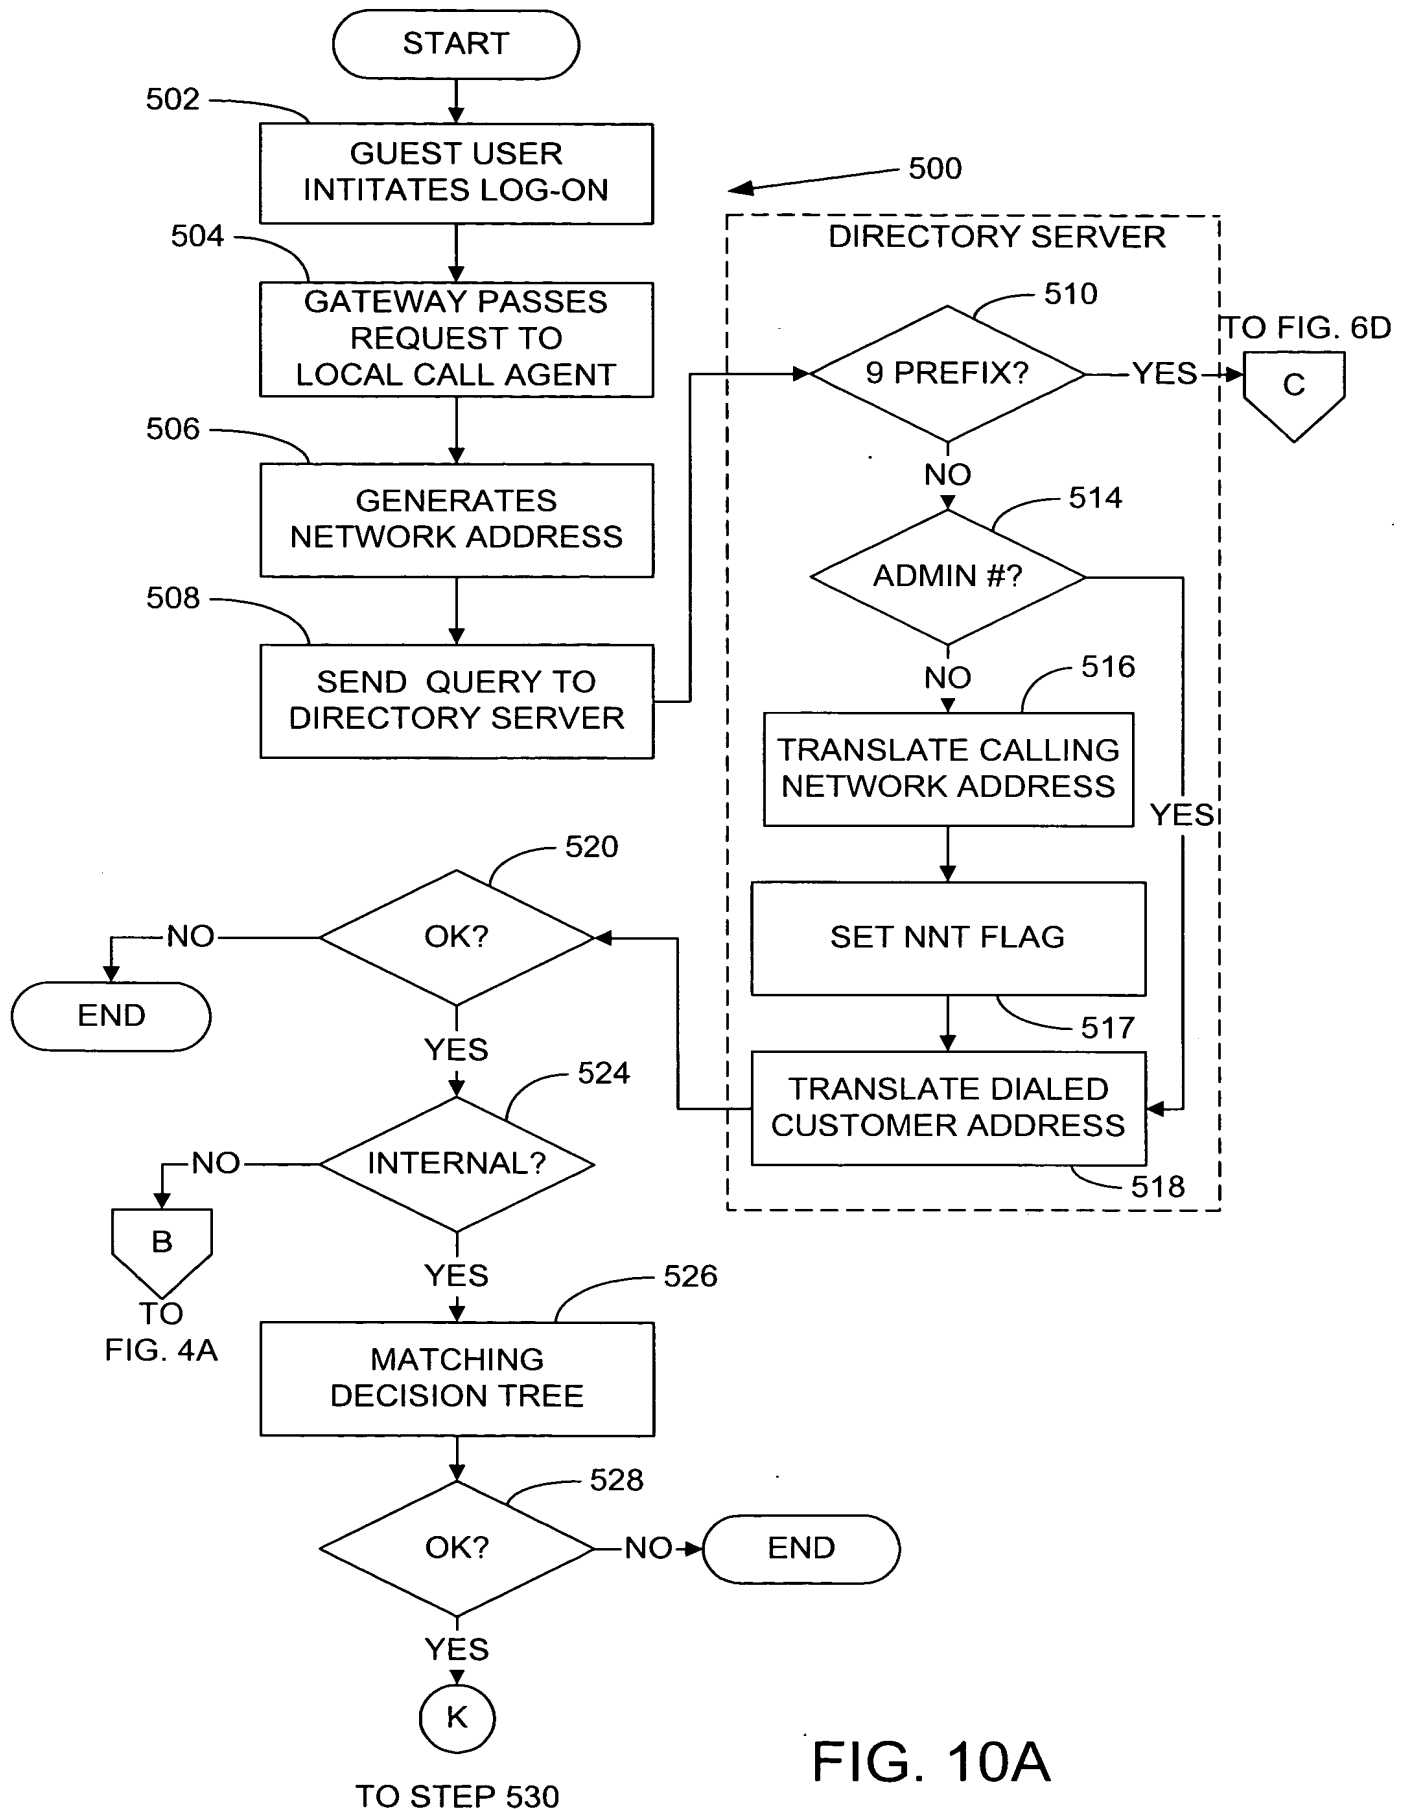 START
502
GUEST USER
INTITATES LOG-ON
504
GATEWAY PASSES
REQUEST TO
LOCAL CALL AGENT
506
GENERATES
NETWORK ADDRESS
508
SEND QUERY TO
DIRECTORY SERVER
500
DIRECTORY SERVER
510
9 PREFIX?
YES
TO FIG. 6D
C
NO
514
ADMIN #?
NO
YES
516
TRANSLATE CALLING
NETWORK ADDRESS
SET NNT FLAG
517
TRANSLATE DIALED
CUSTOMER ADDRESS
518
520
OK?
NO
END
YES
524
INTERNAL?
NO
B
TO
FIG. 4A
YES
526
MATCHING
DECISION TREE
528
OK?
NO
END
YES
K
TO STEP 530
FIG. 10A